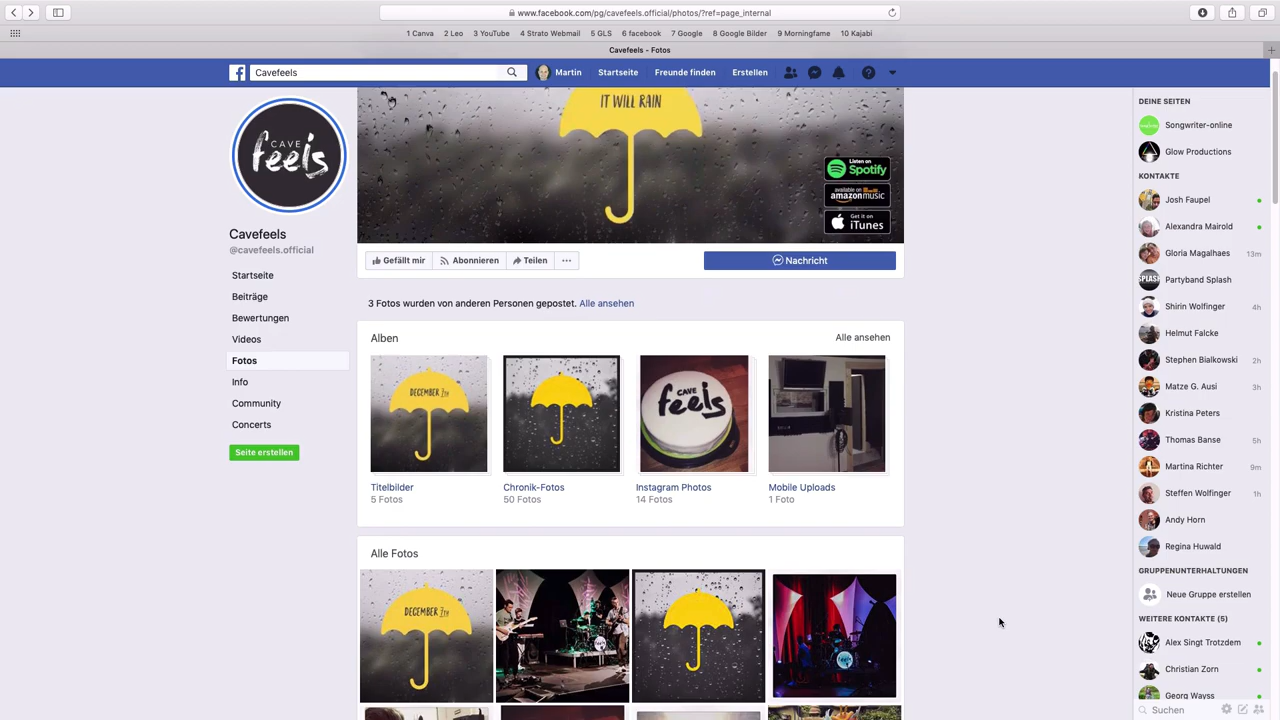 www.facebook.com/pg/cavefeels.official/photos/?ref=page_internal
1 Canva 2 Leo 3 YouTube 4 Strato Webmail 5 GLS 6 facebook 7 Google 8 Google Bilder 9 Morningfame 10 Kajabi
Cavefeels - Fotos
Cavefeels
Martin Startseite Freunde finden Erstellen
CAVE
feels
Cavefeels
@cavefeels.official
Startseite
Beiträge
Bewertungen
Videos
Fotos
Info
Community
Concerts
Seite erstellen
IT WILL RAIN
Listen on
Spotify
available on
amazonmusic
Get it on
iTunes
Gefällt mir Abonnieren Teilen ... Nachricht
3 Fotos wurden von anderen Personen gepostet. Alle ansehen
Alben Alle ansehen
DECEMBER 7TH
CAVE
feels
Titelbilder Chronik-Fotos Instagram Photos Mobile Uploads
5 Fotos 50 Fotos 14 Fotos 1 Foto
Alle Fotos
DECEMBER 7TH
DEINE SEITEN
Songwriter-online
Glow Productions
KONTAKTE
Josh Faupel
Alexandra Mairold
Gloria Magalhaes 13m
SPLASH Partyband Splash
Shirin Wolfinger 4h
Helmut Falcke
Stephen Bialkowski 2h
Matze G. Ausi 3h
Kristina Peters
Thomas Banse 5h
Martina Richter 9m
Steffen Wolfinger 1h
Andy Horn
Regina Huwald
GRUPPENUNTERHALTUNGEN
Neue Gruppe erstellen
WEITERE KONTAKTE (5)
Alex Singt Trotzdem
Christian Zorn
Georg Wayss
Suchen